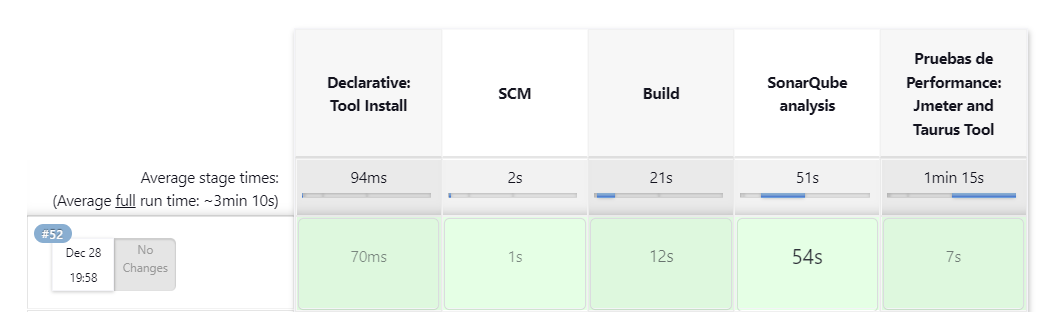 Declarative:
Tool Install
SCM
Build
SonarQube
analysis
Pruebas de
Performance:
Jmeter and
Taurus Tool
Average stage times:
(Average full run time: ~3min 10s)
94ms
2s
21s
51s
1min 15s
#52
Dec 28
19:58
No
Changes
70ms
1s
12s
54s
7s